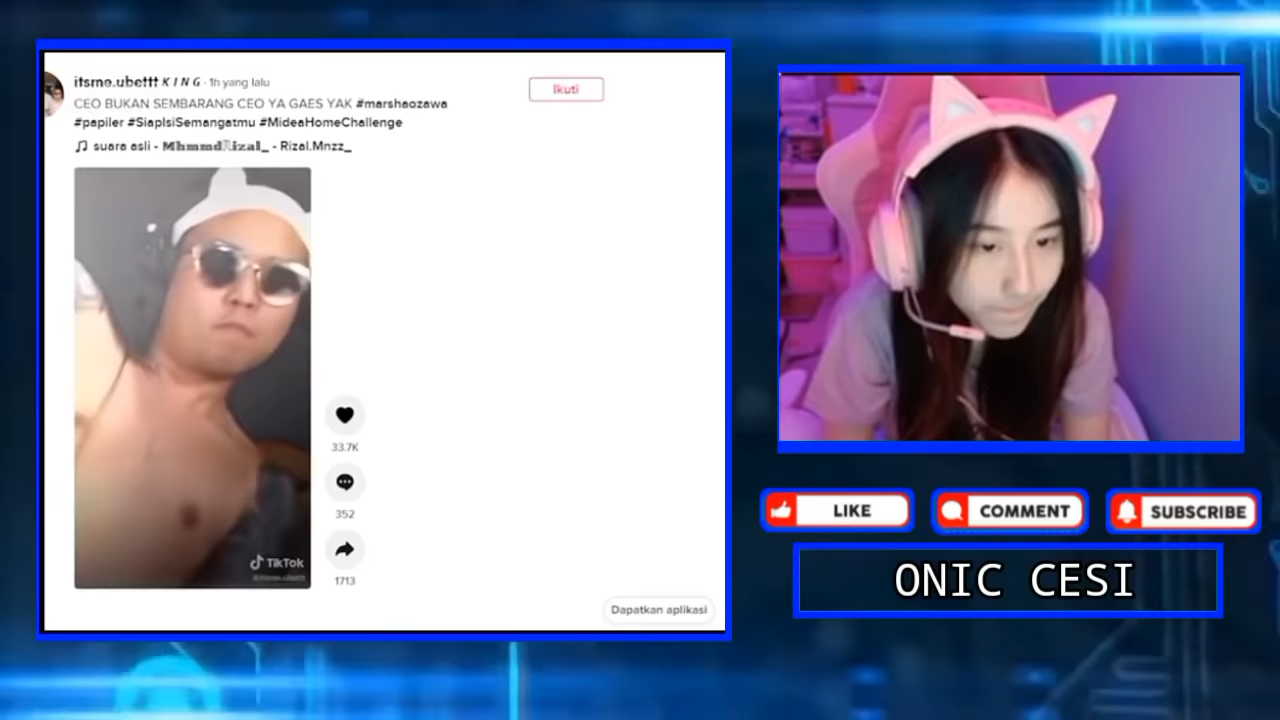 itsme.ubettt K I N G · 1h yang lalu
Ikuti
CEO BUKAN SEMBARANG CEO YA GAES YAK #marshaozawa
#papiler #SiapIsiSemangatmu #MideaHomeChallenge
suara asli - MhmmdRizal_ - Rizal.Mnzz_
33.7K
352
1713
TikTok
Dapatkan aplikasi
LIKE
COMMENT
SUBSCRIBE
ONIC CESI